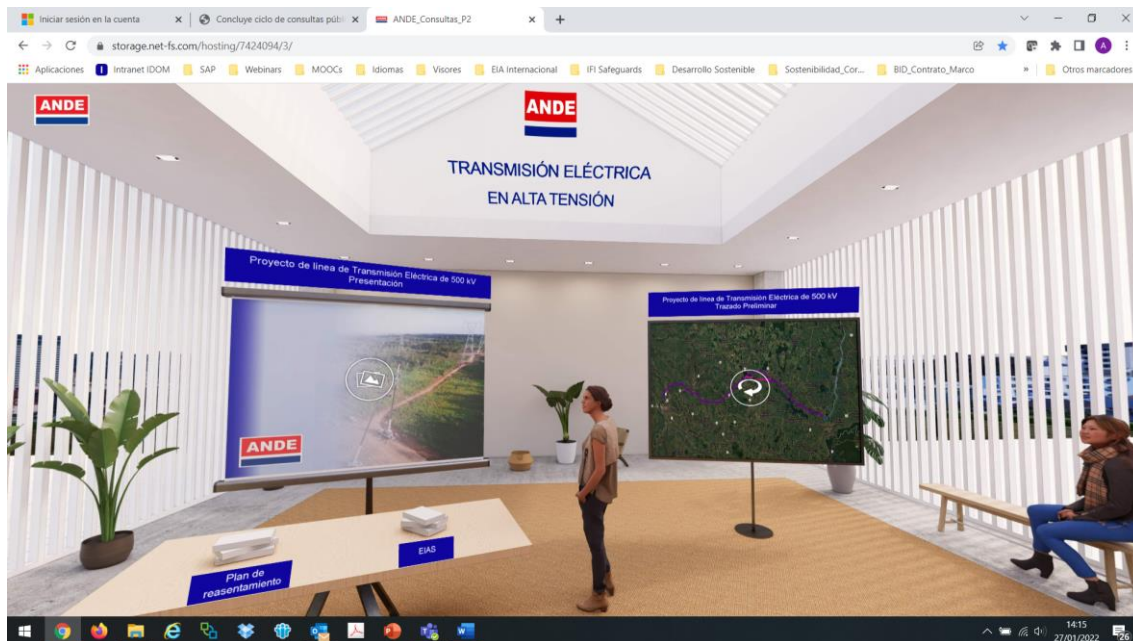 Iniciar sesión en la cuenta
Concluye ciclo de consultas públ
ANDE_Consultas_P2
storage.net-fs.com/hosting/7424094/3/
A
Aplicaciones
Intranet IDOM
SAP
Webinars
MOOCs
Idiomas
Visores
EIA Internacional
IFI Safeguards
Desarrollo Sostenible
Sostenibilidad_Cor...
BID_Contrato_Marco
»
Otros marcadores
ANDE
ANDE
TRANSMISIÓN ELÉCTRICA
EN ALTA TENSIÓN
Proyecto de línea de Transmisión Eléctrica de 500 kV
Presentación
Proyecto de línea de Transmisión Eléctrica de 500 kV
Trazado Preliminar
ANDE
EIAS
Plan de
reasentamiento
14:15
27/01/2022
26